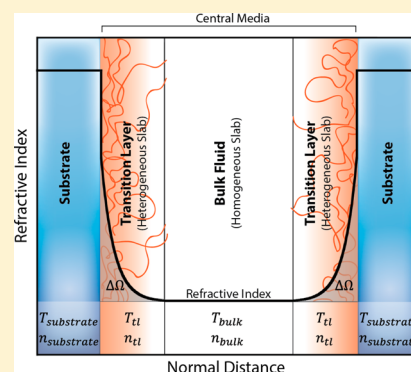 Central Media
Refractive Index
Substrate
Transition Layer
(Heterogeneous Slab)
Bulk Fluid
(Homogeneous Slab)
Transition Layer
(Heterogeneous Slab)
Substrate
ΔΩ
Refractive Index
ΔΩ
T_substrate T_tl T_bulk T_tl T_substrate
n_substrate n_tl n_bulk n_tl n_substrate
Normal Distance